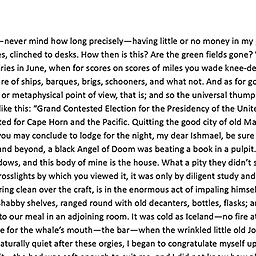 —never mind how long precisely—having little or no money in my
es, clinched to desks. How then is this? Are the green fields gone?
ries in June, when for scores on scores of miles you wade knee-de
re of ships, barques, brigs, schooners, and what not. And as for go
or metaphysical point of view, that is; and so the universal thump
like this: “Grand Contested Election for the Presidency of the Unite
ted for Cape Horn and the Pacific. Quitting the good city of old Ma
you may conclude to lodge for the night, my dear Ishmael, be sure
and beyond, a black Angel of Doom was beating a book in a pulpit.
dows, and this body of mine is the house. What a pity they didn’t s
rosslights by which you viewed it, it was only by diligent study and
ring clean over the craft, is in the enormous act of impaling himsel
habby shelves, ranged round with old decanters, bottles, flasks; an
to our meal in an adjoining room. It was cold as Iceland—no fire at
e for the whale’s mouth—the bar—when the wrinkled little old Jo
aturally quiet after these orgies, I began to congratulate myself up